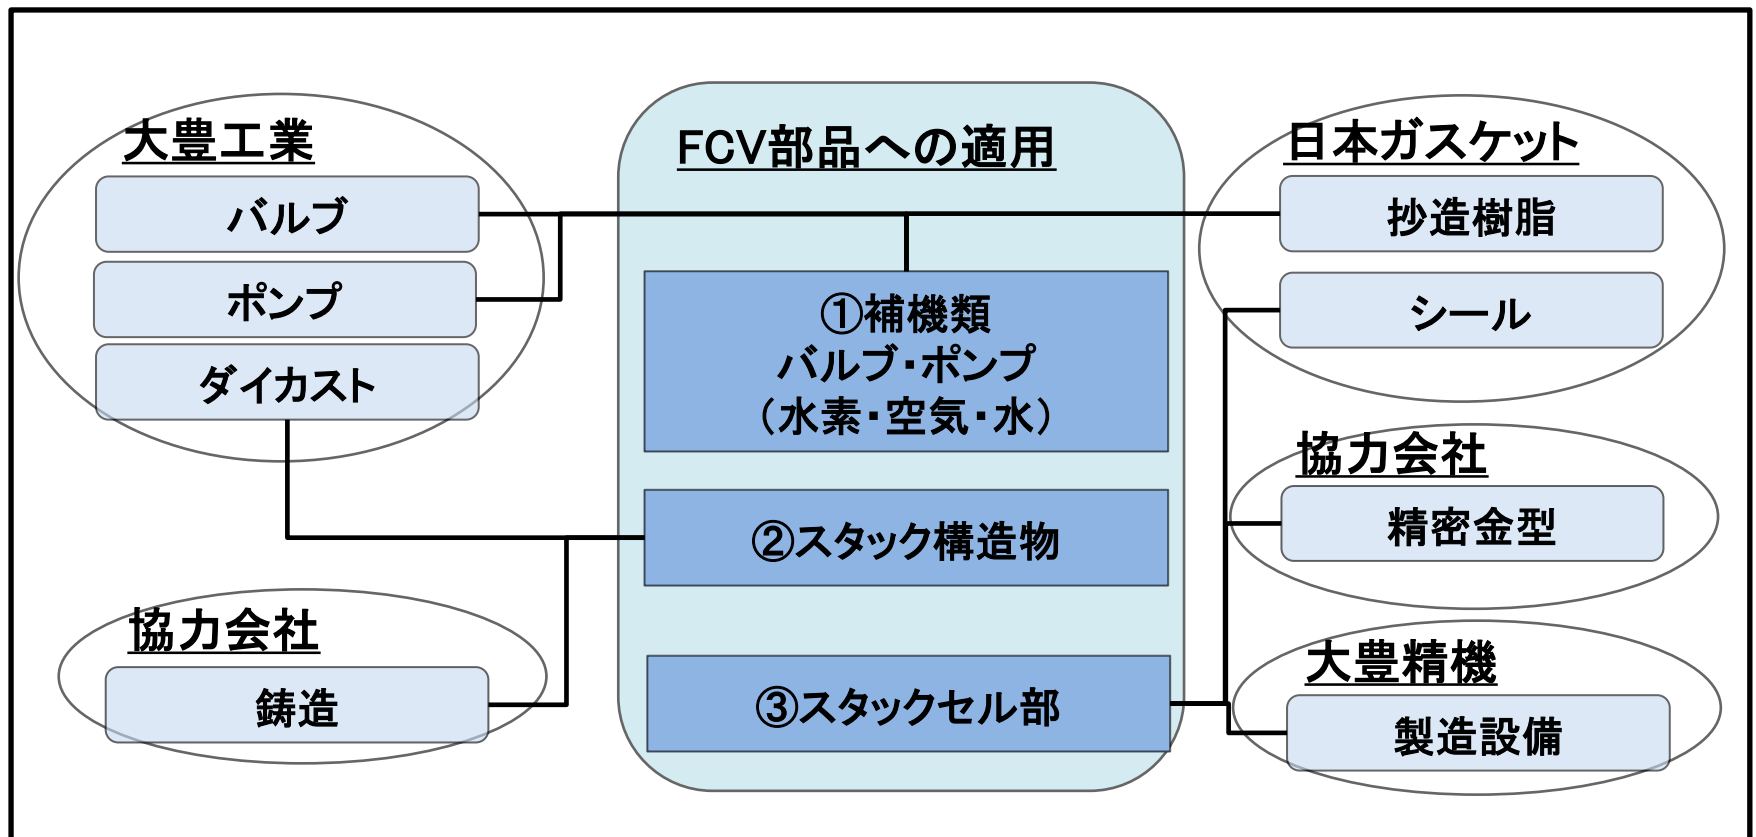 大豊工業
バルブ
ポンプ
ダイカスト
協力会社
鋳造
FCV部品への適用
①補機類
バルブ・ポンプ
（水素・空気・水）
②スタック構造物
③スタックセル部
日本ガスケット
抄造樹脂
シール
協力会社
精密金型
大豊精機
製造設備